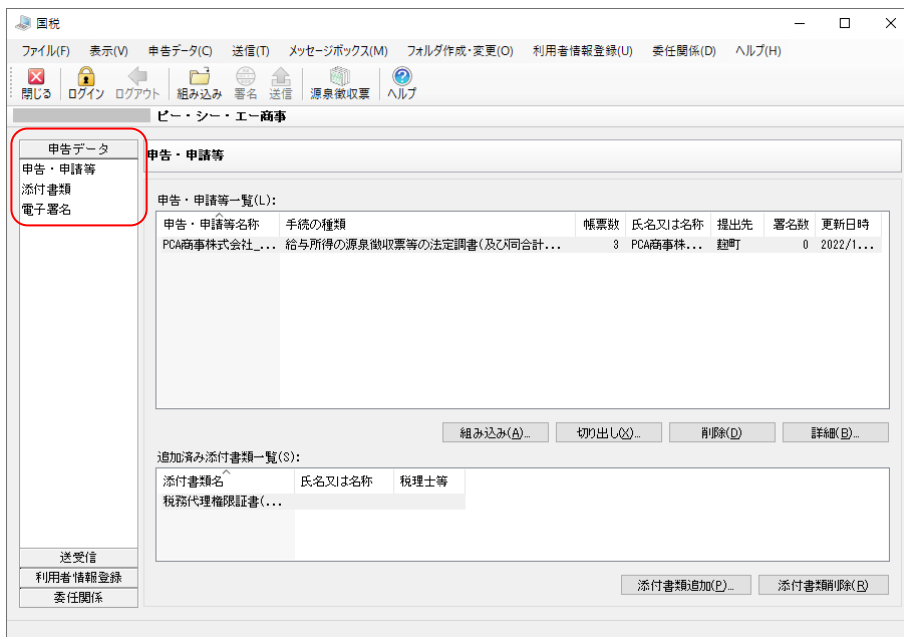 国税
ファイル(F) 表示(V) 申告データ(C) 送信(T) メッセージボックス(M) フォルダ作成・変更(O) 利用者情報登録(U) 委任関係(D) ヘルプ(H)
閉じる ログイン ログアウト 組み込み 署名 送信 源泉徴収票 ヘルプ
ピー・シー・エー商事
申告データ
申告・申請等
添付書類
電子署名
申告・申請等
申告・申請等一覧(L):
申告・申請等名称 手続の種類 帳票数 氏名又は名称 提出先 署名数 更新日時
PCA商事株式会社_... 給与所得の源泉徴収票等の法定調書(及び同合計... 3 PCA商事株... 麹町 0 2022/1...
組み込み(A)... 切り出し(X)... 削除(D) 詳細(B)...
追加済み添付書類一覧(S):
添付書類名 氏名又は名称 税理士等
税務代理権限証書(...
送受信
利用者情報登録
委任関係
添付書類追加(P)... 添付書類削除(R)